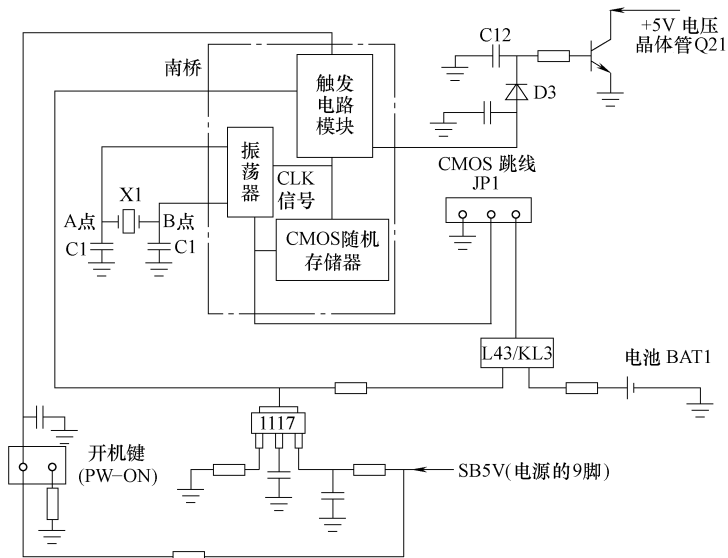 +5V 电压
晶体管Q21
C12
D3
南桥
触发
电路
模块
振
荡
器
CLK
信号
CMOS随机
存储器
X1
A点
B点
C1
C1
CMOS 跳线
JP1
L43/KL3
电池 BAT1
1117
开机键
(PW-ON)
SB5V(电源的9脚)